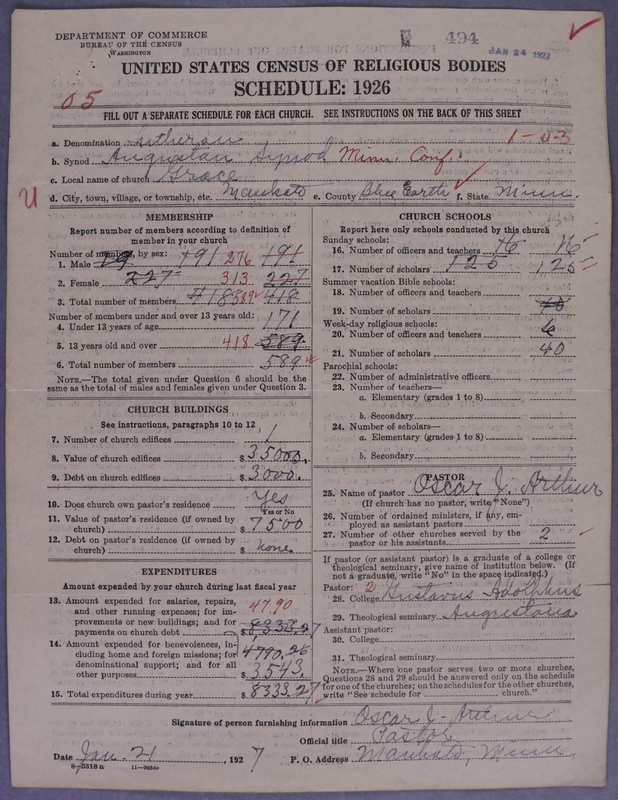 DEPARTMENT OF COMMERCE
BUREAU OF THE CENSUS
WASHINGTON
494
JAN 24 1927
UNITED STATES CENSUS OF RELIGIOUS BODIES
SCHEDULE: 1926
05
FILL OUT A SEPARATE SCHEDULE FOR EACH CHURCH. SEE INSTRUCTIONS ON THE BACK OF THIS SHEET
a. Denomination Lutheran 1-03
b. Synod Augustana Synod Minn. Conf.
c. Local name of church Grace
d. City, town, village, or township, etc. Mankato e. County Blue Earth f. State Minn.
MEMBERSHIP
Report number of members according to definition of member in your church
Number of members, by sex:
1. Male 191 276 191
2. Female 227 313 227
3. Total number of members 418 589 418
Number of members under and over 13 years old:
4. Under 13 years of age 171
5. 13 years old and over 418 589
6. Total number of members 589
NOTE.—The total given under Question 6 should be the same as the total of males and females given under Question 3.
CHURCH BUILDINGS
See instructions, paragraphs 10 to 12
7. Number of church edifices 1
8. Value of church edifices $ 35000.
9. Debt on church edifices $ 3000.
10. Does church own pastor's residence? Yes
Yes or No
11. Value of pastor's residence (if owned by church) $ 7500
12. Debt on pastor's residence (if owned by church) $ None
EXPENDITURES
Amount expended by your church during last fiscal year
13. Amount expended for salaries, repairs, and other running expenses; for improvements or new buildings; and for payments on church debt 4790 $ 8333.27
14. Amount expended for benevolences, including home and foreign missions; for denominational support; and for all other purposes 4790.26 $ 3543.
15. Total expenditures during year $ 8333.27
CHURCH SCHOOLS
Report here only schools conducted by this church
Sunday schools:
16. Number of officers and teachers 16 16
17. Number of scholars 125 125
Summer vacation Bible schools:
18. Number of officers and teachers
19. Number of scholars 40
Week-day religious schools:
20. Number of officers and teachers 6
21. Number of scholars 40
Parochial schools:
22. Number of administrative officers
23. Number of teachers—
a. Elementary (grades 1 to 8)
b. Secondary
24. Number of scholars—
a. Elementary (grades 1 to 8)
b. Secondary
PASTOR
25. Name of pastor Oscar J. Arthur
(If church has no pastor, write "None")
26. Number of ordained ministers, if any, employed as assistant pastors
27. Number of other churches served by the pastor or his assistants 2
If pastor (or assistant pastor) is a graduate of a college or theological seminary, give name of institution below. (If not a graduate, write "No" in the space indicated.)
Pastor: 2
28. College Gustavus Adolphus
29. Theological seminary Augustana
Assistant pastor:
30. College
31. Theological seminary
NOTE.—Where one pastor serves two or more churches, Questions 28 and 29 should be answered only on the schedule for one of the churches; on the schedules for the other churches, write "See schedule for church."
Signature of person furnishing information Oscar J. Arthur
Official title Pastor
Date Jan. 21, 1927 P. O. Address Mankato, Minn
8-5518a 11-9984